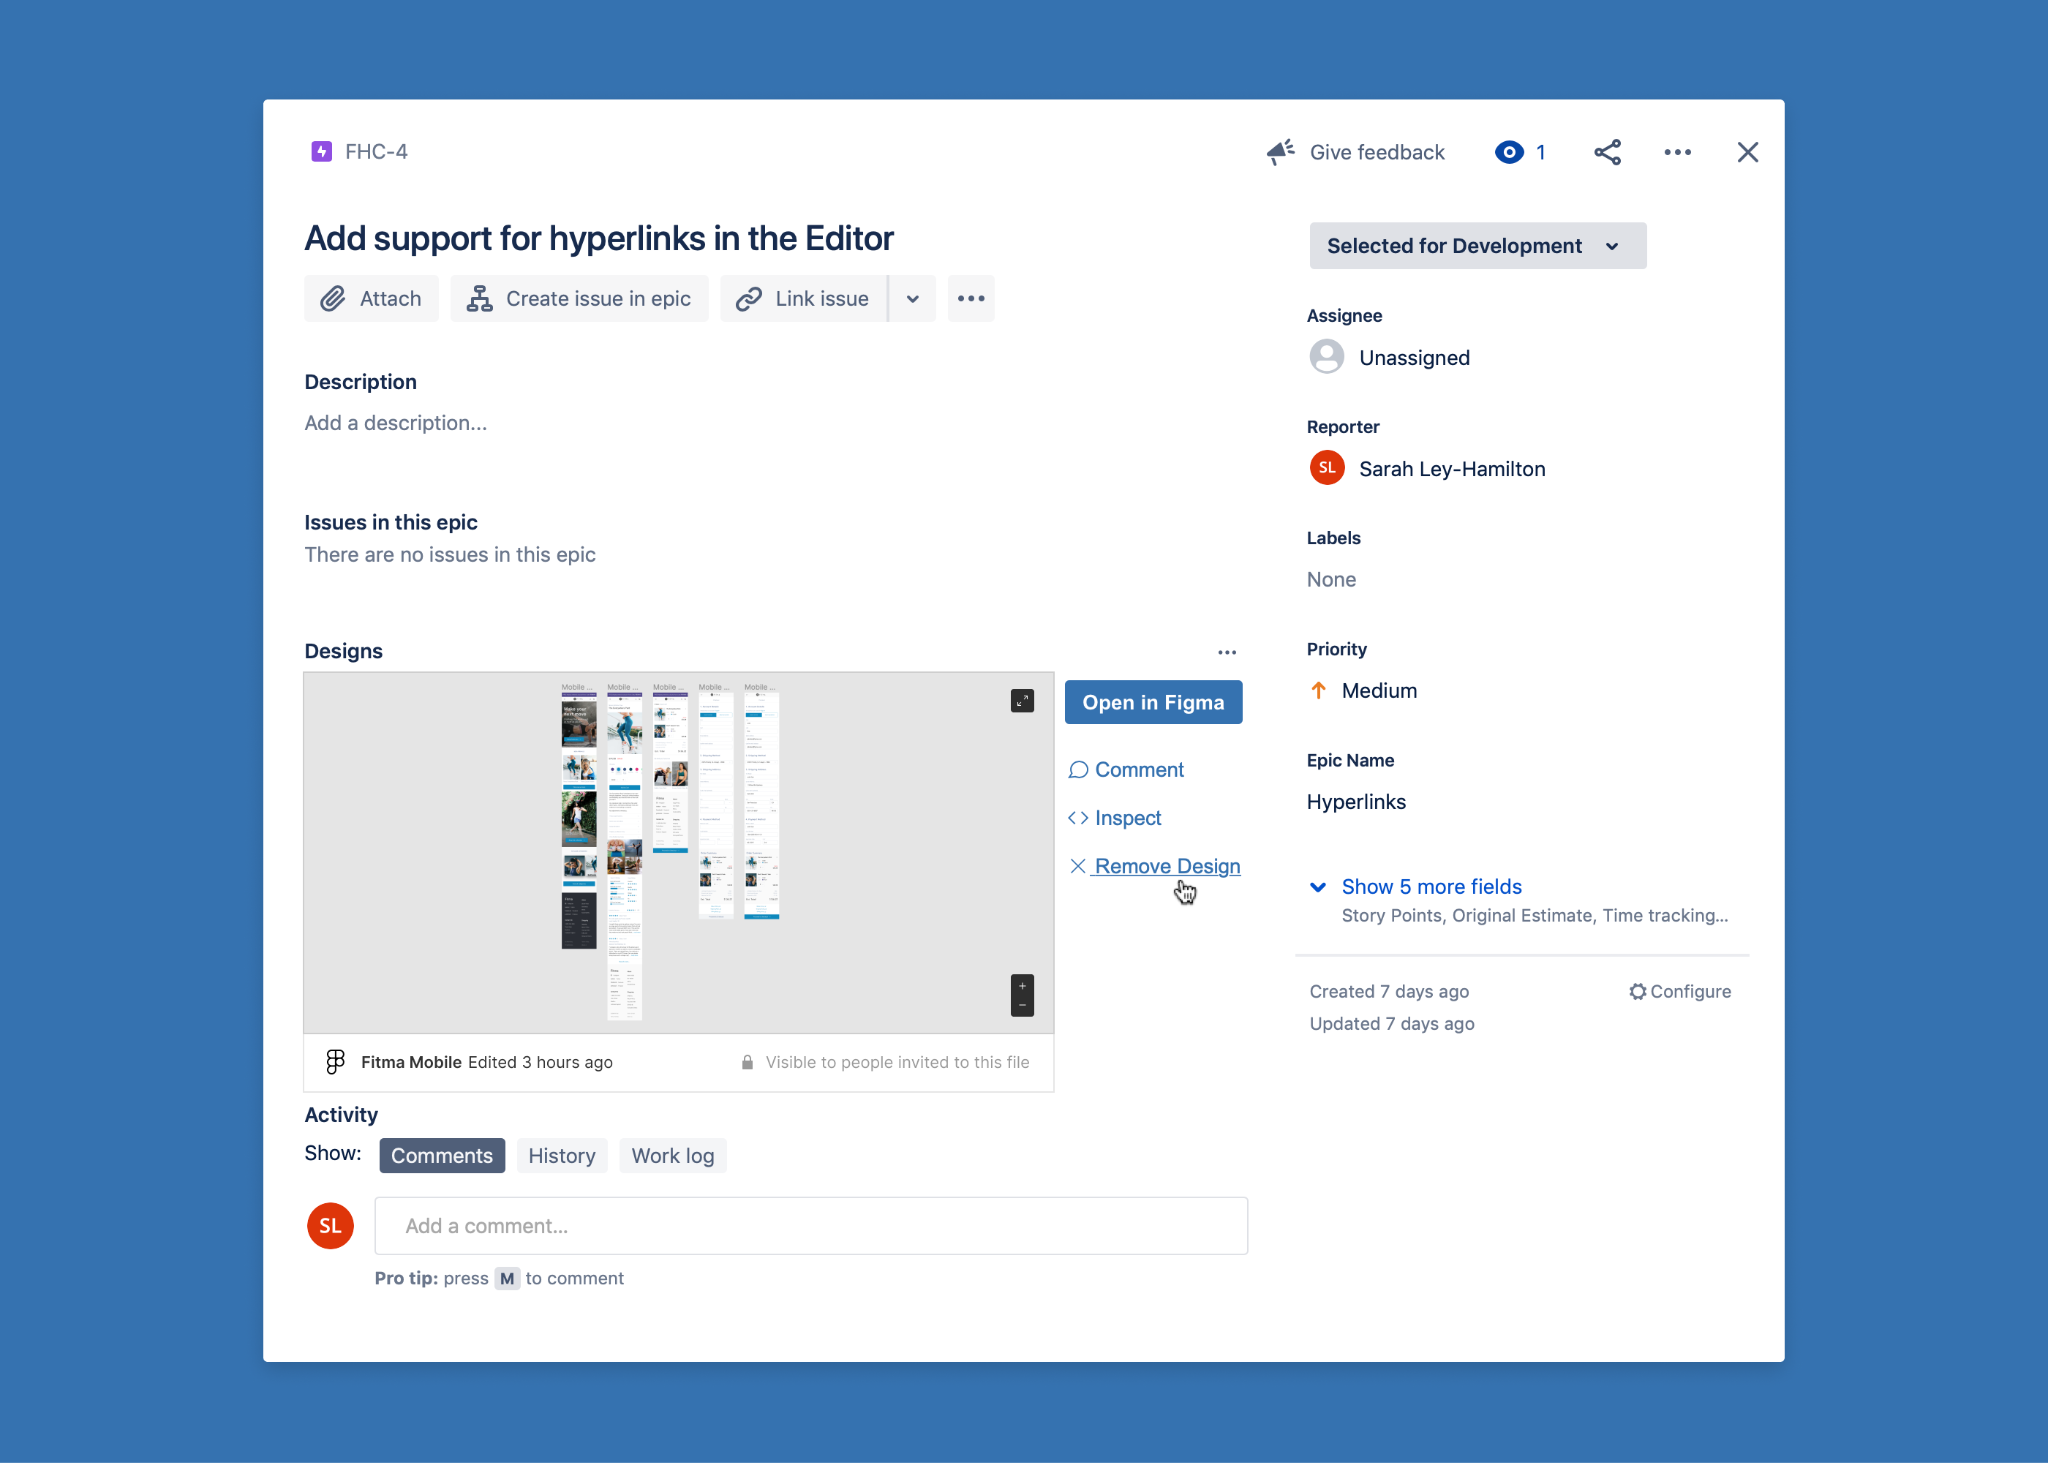 FHC-4
Give feedback
1
Add support for hyperlinks in the Editor
Attach
Create issue in epic
Link issue
Description
Add a description...
Issues in this epic
There are no issues in this epic
Designs
Mobile ...
Mobile ...
Mobile ...
Mobile ...
Mobile ...
Open in Figma
Comment
Inspect
Remove Design
Fitma Mobile Edited 3 hours ago
Visible to people invited to this file
Activity
Show:
Comments
History
Work log
SL
Add a comment...
Pro tip: press M to comment
Selected for Development
Assignee
Unassigned
Reporter
SL
Sarah Ley-Hamilton
Labels
None
Priority
Medium
Epic Name
Hyperlinks
Show 5 more fields
Story Points, Original Estimate, Time tracking...
Created 7 days ago
Configure
Updated 7 days ago